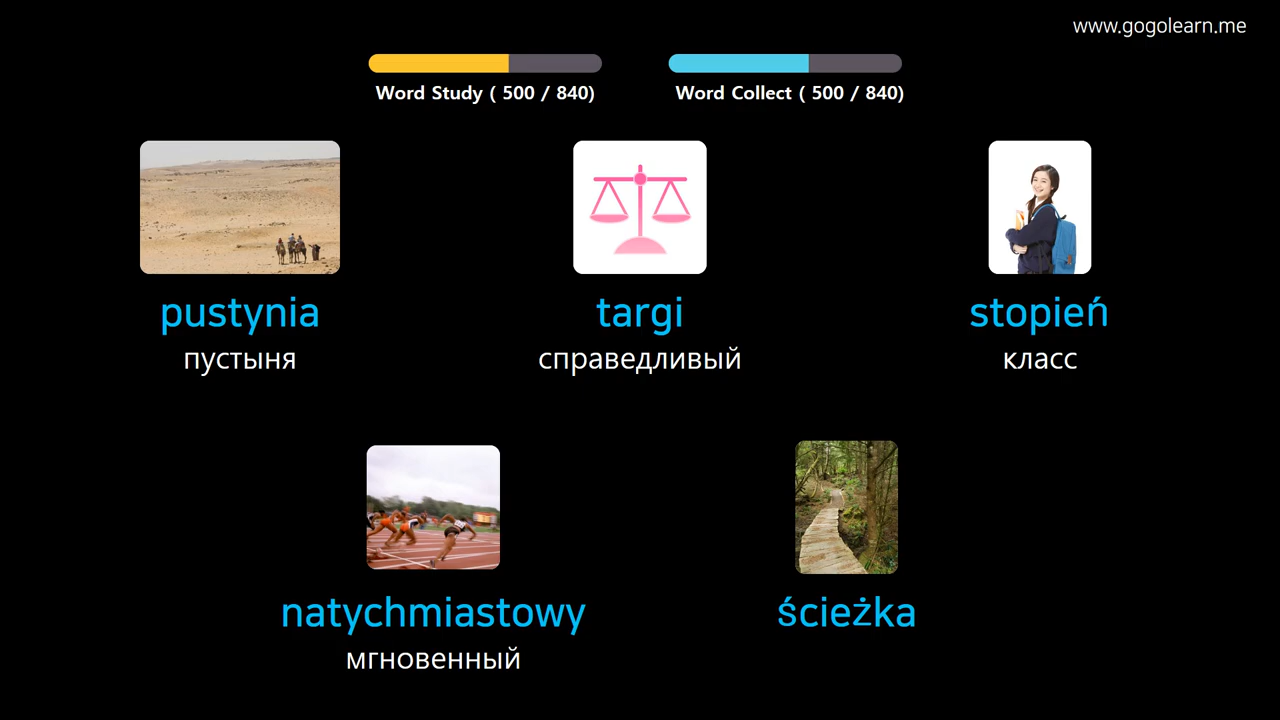 www.gogolearn.me
Word Study ( 500 / 840)
Word Collect ( 500 / 840)
pustynia
пустыня
targi
справедливый
stopień
класс
natychmiastowy
мгновенный
ścieżka